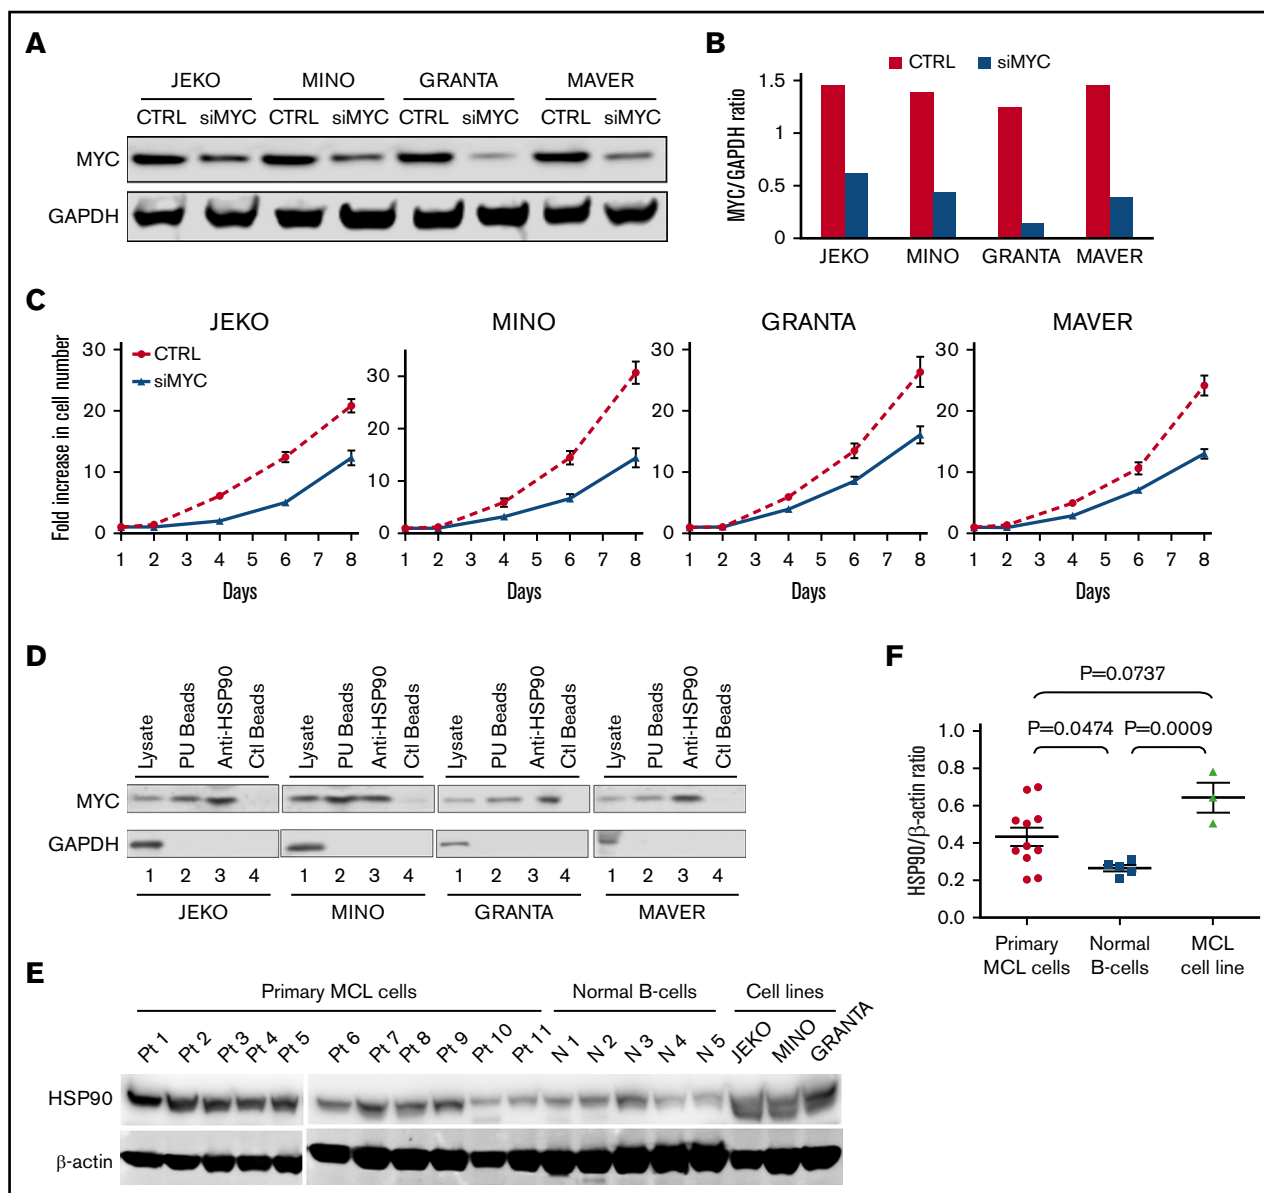 A
JEKO MINO GRANTA MAVER
CTRL siMYC CTRL siMYC CTRL siMYC CTRL siMYC
MYC
GAPDH
B
CTRL siMYC
MYC/GAPDH ratio
1.5
1
0.5
0
JEKO MINO GRANTA MAVER
C
Fold increase in cell number
JEKO
CTRL
siMYC
30
20
10
0
1 2 3 4 5 6 7 8
Days
MINO
30
20
10
0
1 2 3 4 5 6 7 8
Days
GRANTA
30
20
10
0
1 2 3 4 5 6 7 8
Days
MAVER
30
20
10
0
1 2 3 4 5 6 7 8
Days
D
Lysate PU Beads Anti-HSP90 Ctl Beads Lysate PU Beads Anti-HSP90 Ctl Beads Lysate PU Beads Anti-HSP90 Ctl Beads Lysate PU Beads Anti-HSP90 Ctl Beads
MYC
GAPDH
1 2 3 4 1 2 3 4 1 2 3 4 1 2 3 4
JEKO MINO GRANTA MAVER
F
P=0.0737
P=0.0474 P=0.0009
HSP90/β-actin ratio
1.0
0.8
0.6
0.4
0.2
0.0
Primary MCL cells
Normal B-cells
MCL cell line
E
Primary MCL cells Normal B-cells Cell lines
Pt 1 Pt 2 Pt 3 Pt 4 Pt 5 Pt 6 Pt 7 Pt 8 Pt 9 Pt 10 Pt 11 N 1 N 2 N 3 N 4 N 5 JEKO MINO GRANTA
HSP90
β-actin